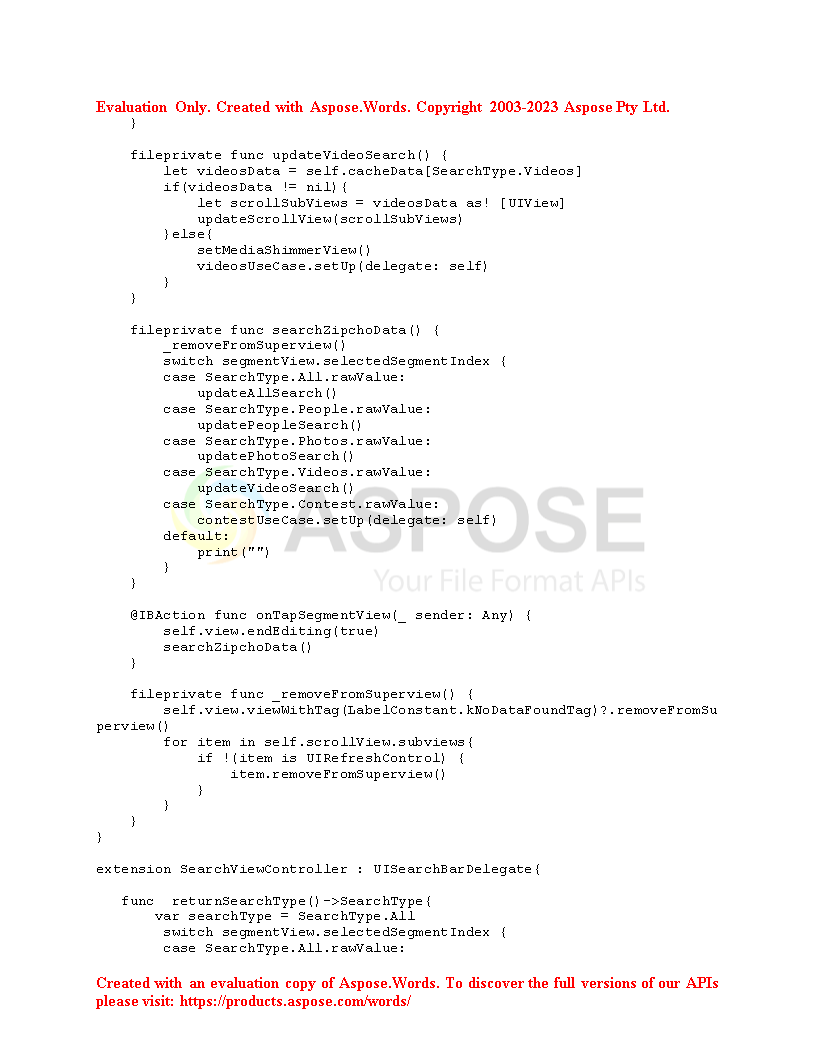 Evaluation Only. Created with Aspose.Words. Copyright 2003-2023 Aspose Pty Ltd.
    }

    fileprivate func updateVideoSearch() {
        let videosData = self.cacheData[SearchType.Videos]
        if(videosData != nil){
            let scrollSubViews = videosData as! [UIView]
            updateScrollView(scrollSubViews)
        }else{
            setMediaShimmerView()
            videosUseCase.setUp(delegate: self)
        }
    }

    fileprivate func searchZipchoData() {
        _removeFromSuperview()
        switch segmentView.selectedSegmentIndex {
        case SearchType.All.rawValue:
            updateAllSearch()
        case SearchType.People.rawValue:
            updatePeopleSearch()
        case SearchType.Photos.rawValue:
            updatePhotoSearch()
        case SearchType.Videos.rawValue:
            updateVideoSearch()
        case SearchType.Contest.rawValue:
            contestUseCase.setUp(delegate: self)
        default:
            print("")
        }
    }
ASPOSE
Your File Format APIs

    @IBAction func onTapSegmentView(_ sender: Any) {
        self.view.endEditing(true)
        searchZipchoData()
    }

    fileprivate func _removeFromSuperview() {
        self.view.viewWithTag(LabelConstant.kNoDataFoundTag)?.removeFromSu
perview()
        for item in self.scrollView.subviews{
            if !(item is UIRefreshControl) {
                item.removeFromSuperview()
            }
        }
    }
}

extension SearchViewController : UISearchBarDelegate{

   func  returnSearchType()->SearchType{
       var searchType = SearchType.All
        switch segmentView.selectedSegmentIndex {
        case SearchType.All.rawValue:

Created with an evaluation copy of Aspose.Words. To discover the full versions of our APIs
please visit: https://products.aspose.com/words/